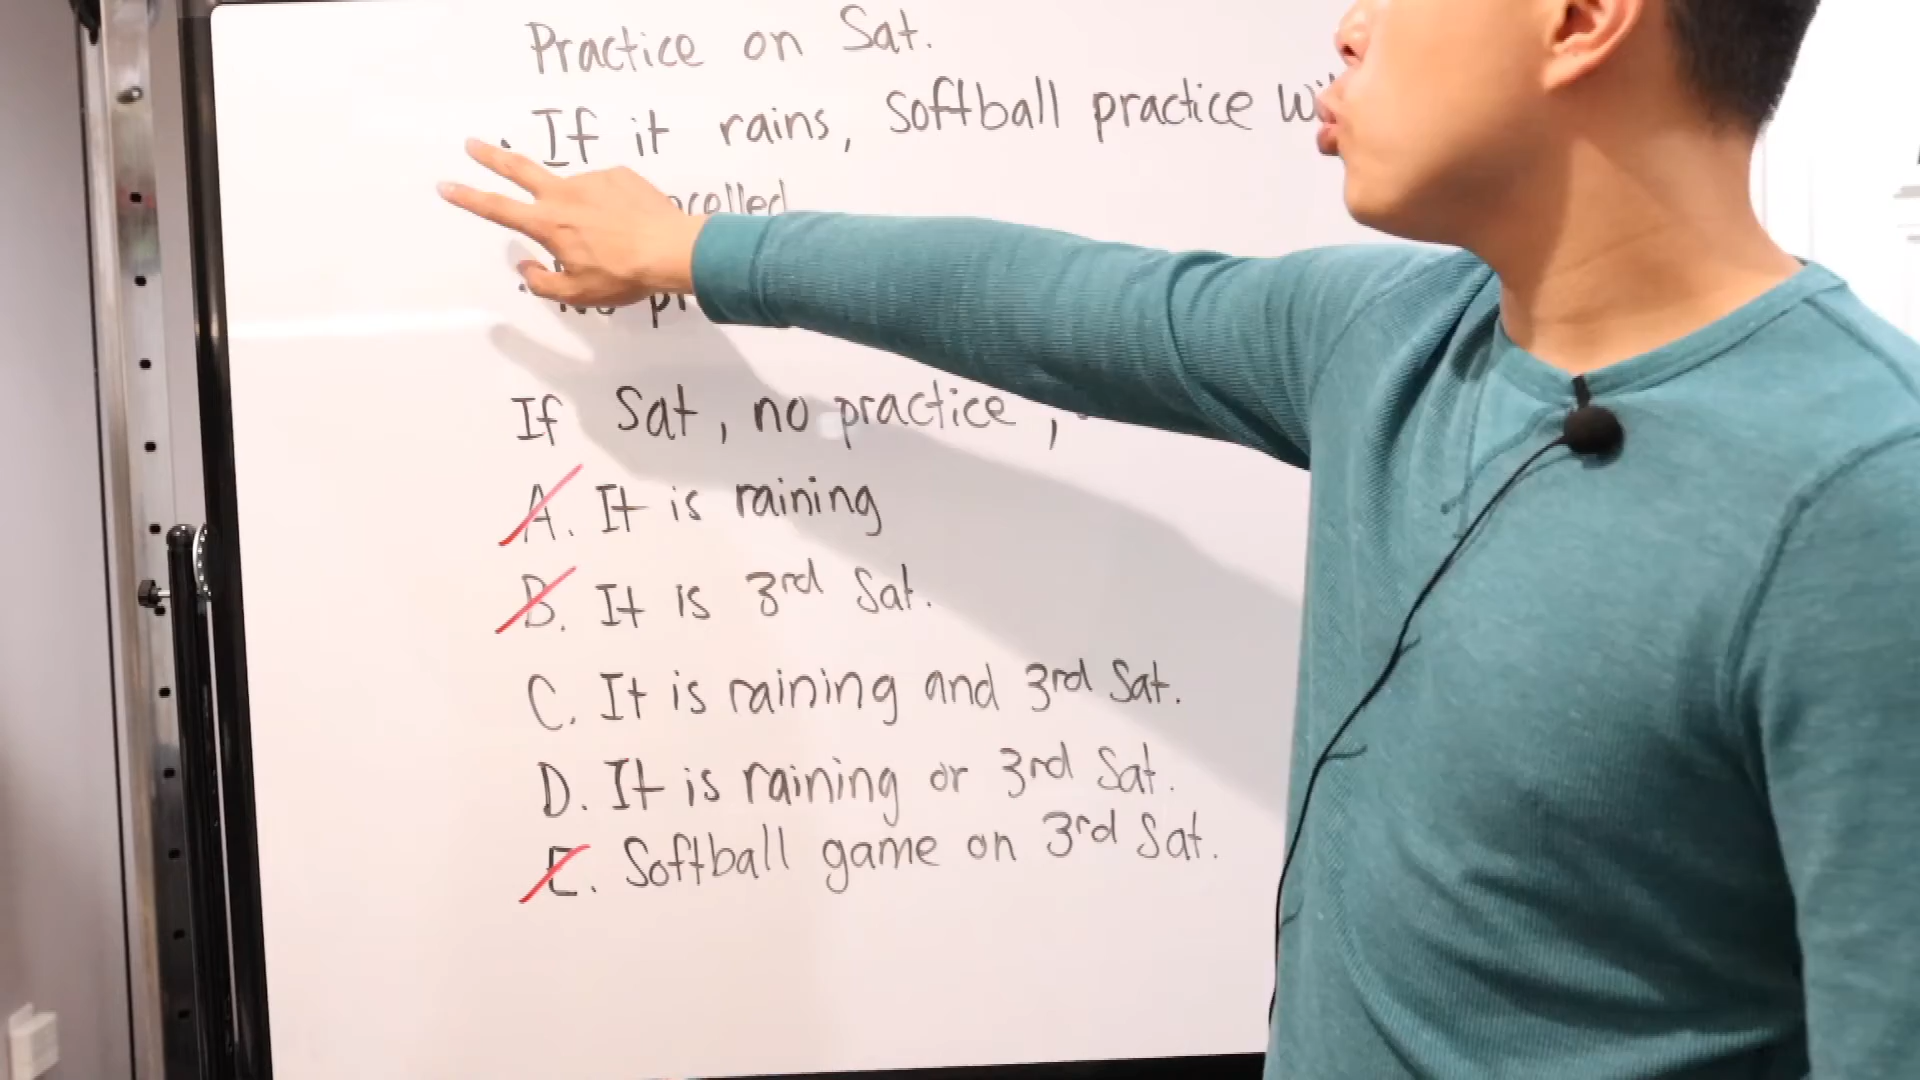 Practice on Sat.
. If it rains, softball practice
If Sat, no practice,
A. It is raining
B. It is 3rd Sat.
C. It is raining and 3rd Sat.
D. It is raining or 3rd Sat.
E. Softball game on 3rd Sat.